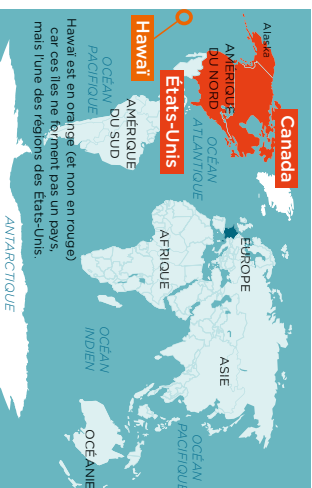 Alaska
Canada
AMÉRIQUE
DU NORD
États-Unis
Hawaï
OCÉAN
ATLANTIQUE
OCÉAN
PACIFIQUE
AMÉRIQUE
DU SUD
EUROPE
ASIE
AFRIQUE
OCÉAN
PACIFIQUE
OCÉAN
INDIEN
OCÉANIE
Hawaï est en orange (et non en rouge)
car ces îles ne forment pas un pays,
mais l'une des régions des États-Unis.
ANTARCTIQUE